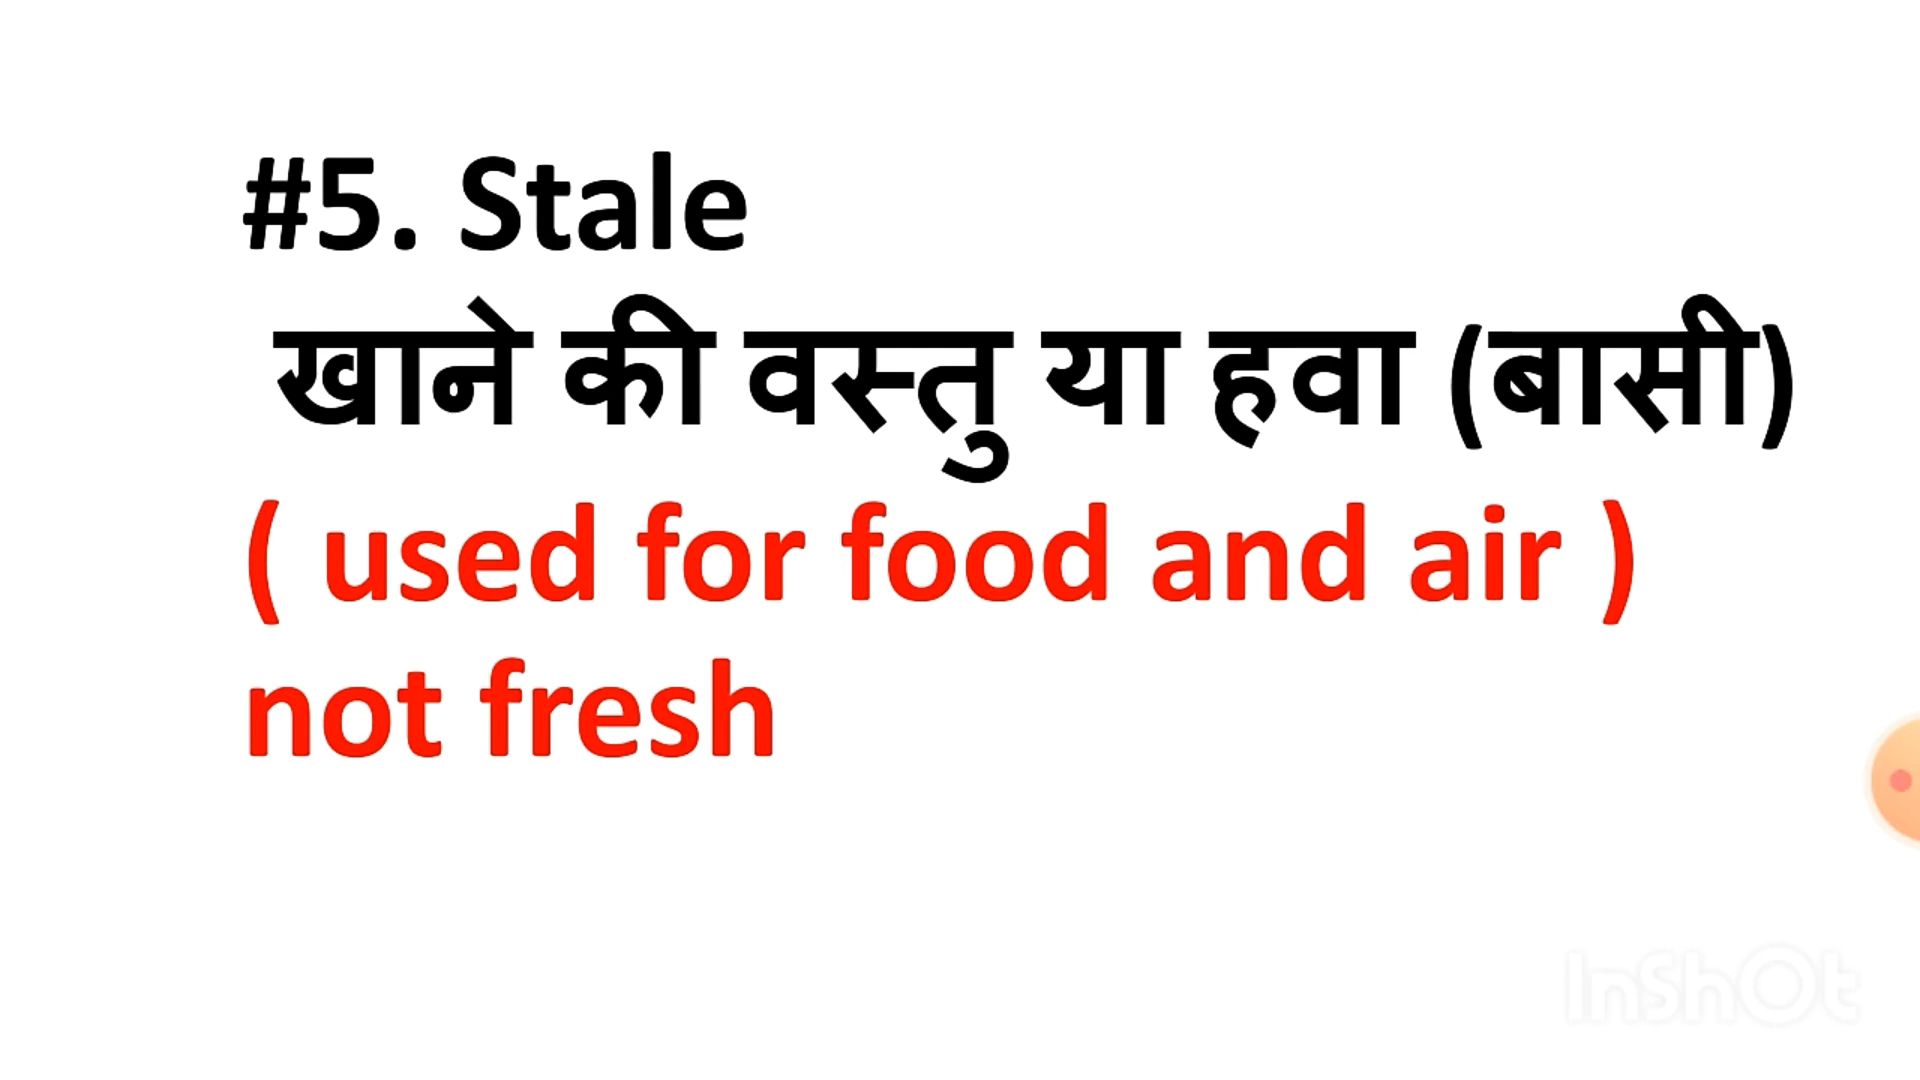 #5. Stale
खाने की वस्तु या हवा (बासी)
( used for food and air )
not fresh
InShOt